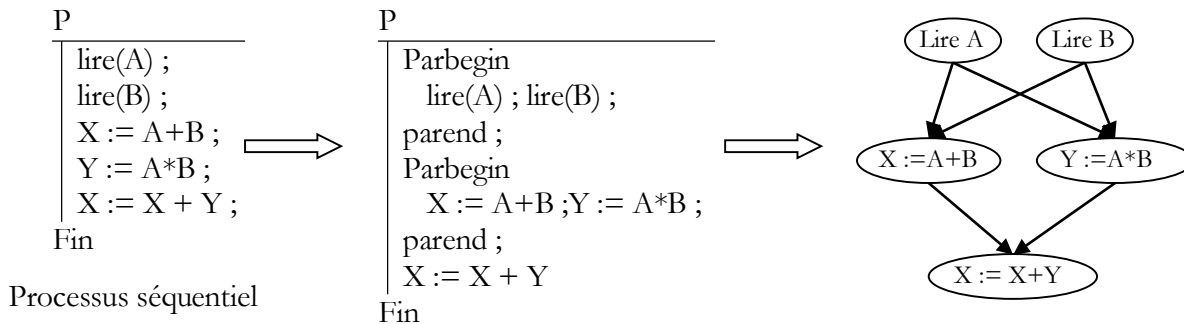 P
lire(A) ;
lire(B) ;
X := A+B ;
Y := A*B ;
X := X + Y ;
Fin
Processus séquentiel
P
Parbegin
lire(A) ; lire(B) ;
parend ;
Parbegin
X := A+B ;Y := A*B ;
parend ;
X := X + Y
Fin
Lire A
Lire B
X :=A+B
Y :=A*B
X := X+Y